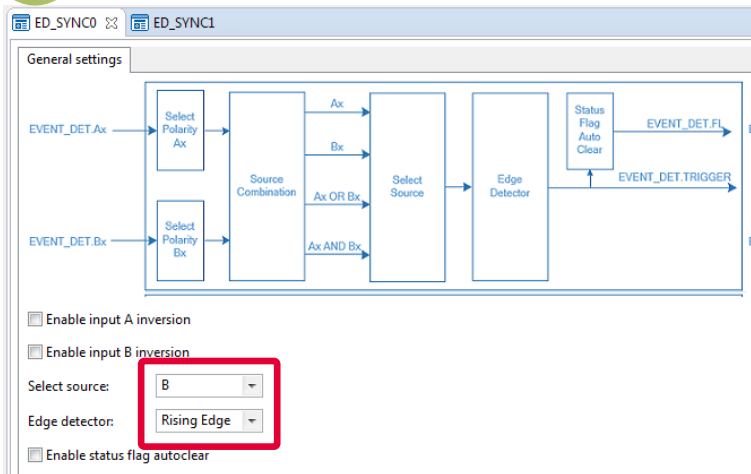 ED_SYNC0 ED_SYNC1
General settings
EVENT_DET.Ax
Select
Polarity
Ax
Source
Combination
Ax
Bx
Ax OR Bx
Ax AND Bx
Select
Source
Edge
Detector
Status
Flag
Auto
Clear
EVENT_DET.FL
EVENT_DET.TRIGGER
EVENT_DET.Bx
Select
Polarity
Bx
Enable input A inversion
Enable input B inversion
Select source: B
Edge detector: Rising Edge
Enable status flag autoclear